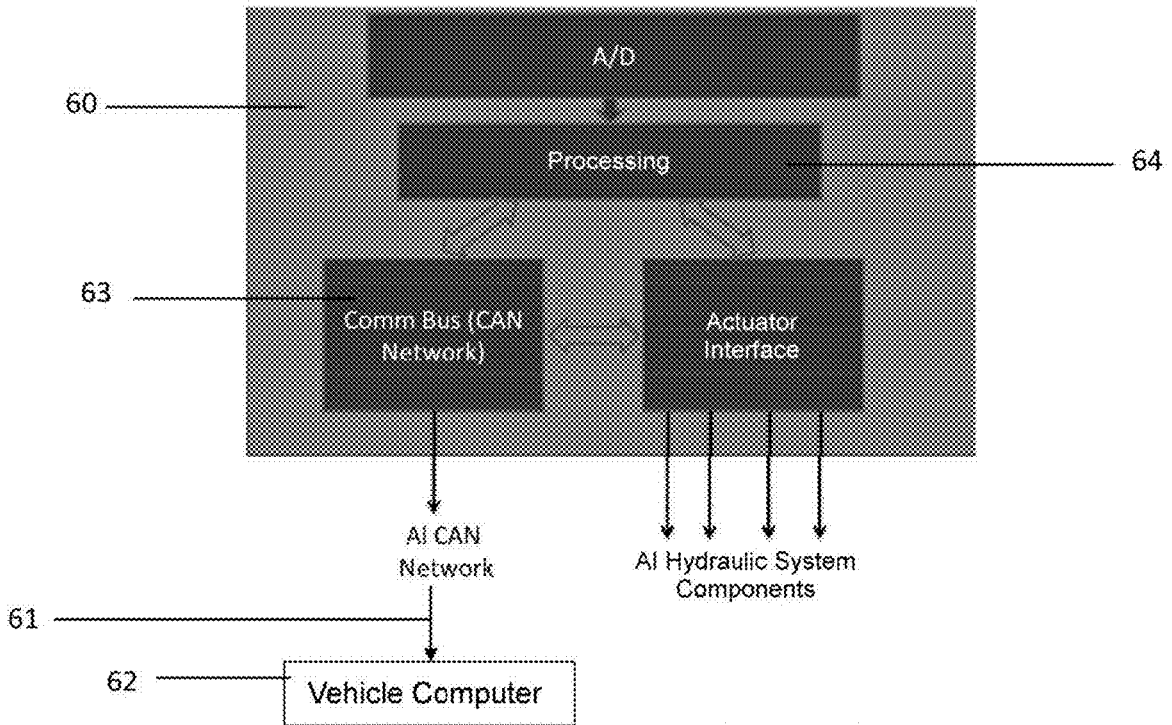 A/D
60
Processing
64
63
Comm Bus (CAN
Network)
Actuator
Interface
AI CAN
Network
AI Hydraulic System
Components
61
62
Vehicle Computer